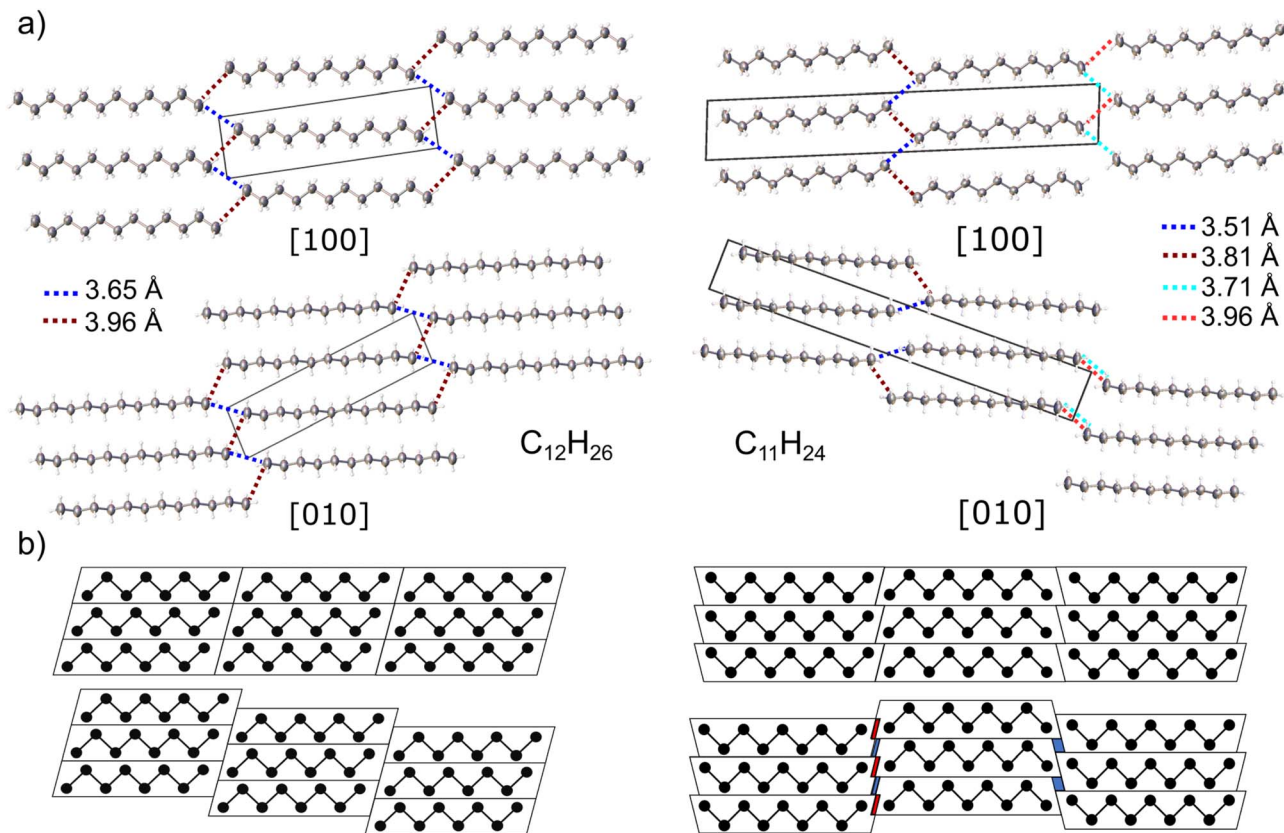 a)
[100]
[100]
3.65 Å
3.96 Å
3.51 Å
3.81 Å
3.71 Å
3.96 Å
C₁₂H₂₆
C₁₁H₂₄
[010]
[010]
b)